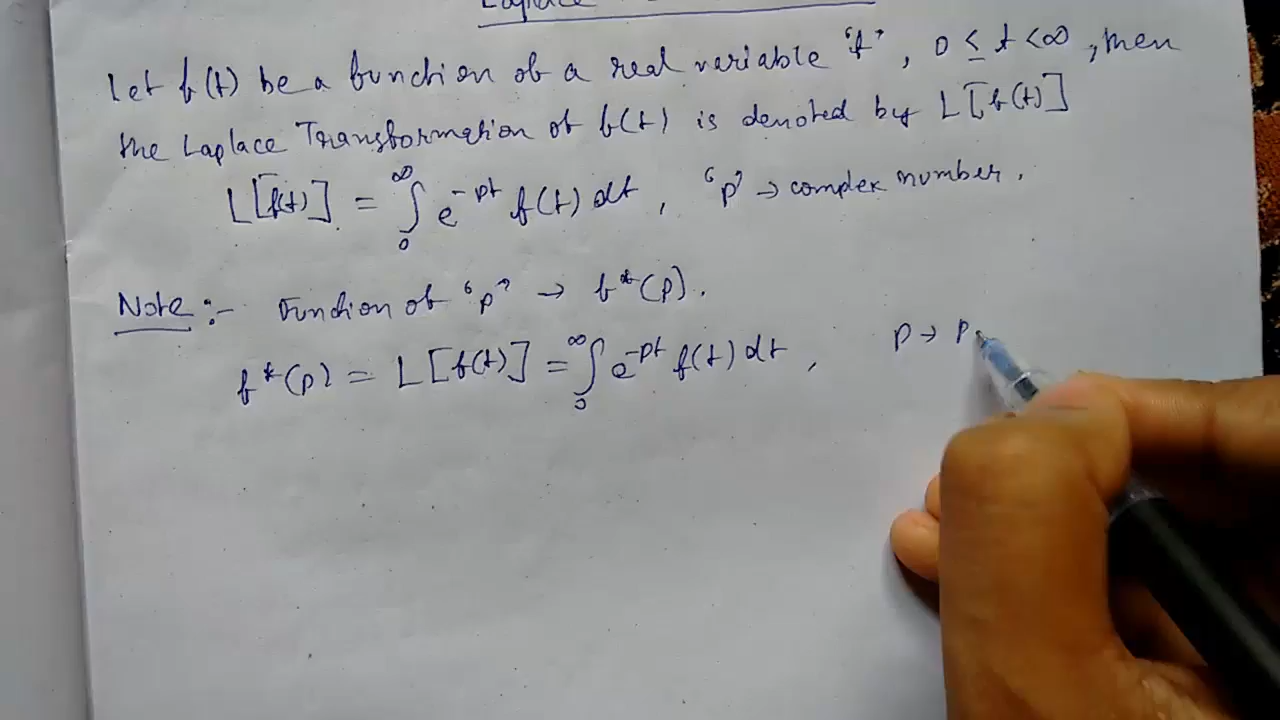 Laplace
Let f(t) be a function of a real variable 't', 0 ≤ t < ∞, then
the Laplace Transformation of f(t) is denoted by L[f(t)]
L[f(t)] = ∫₀^∞ e^{-pt} f(t) dt, 'p' → complex number.
Note :- Function of 'p' → f*(p).
f*(p) = L[f(t)] = ∫₀^∞ e^{-pt} f(t) dt, p → p